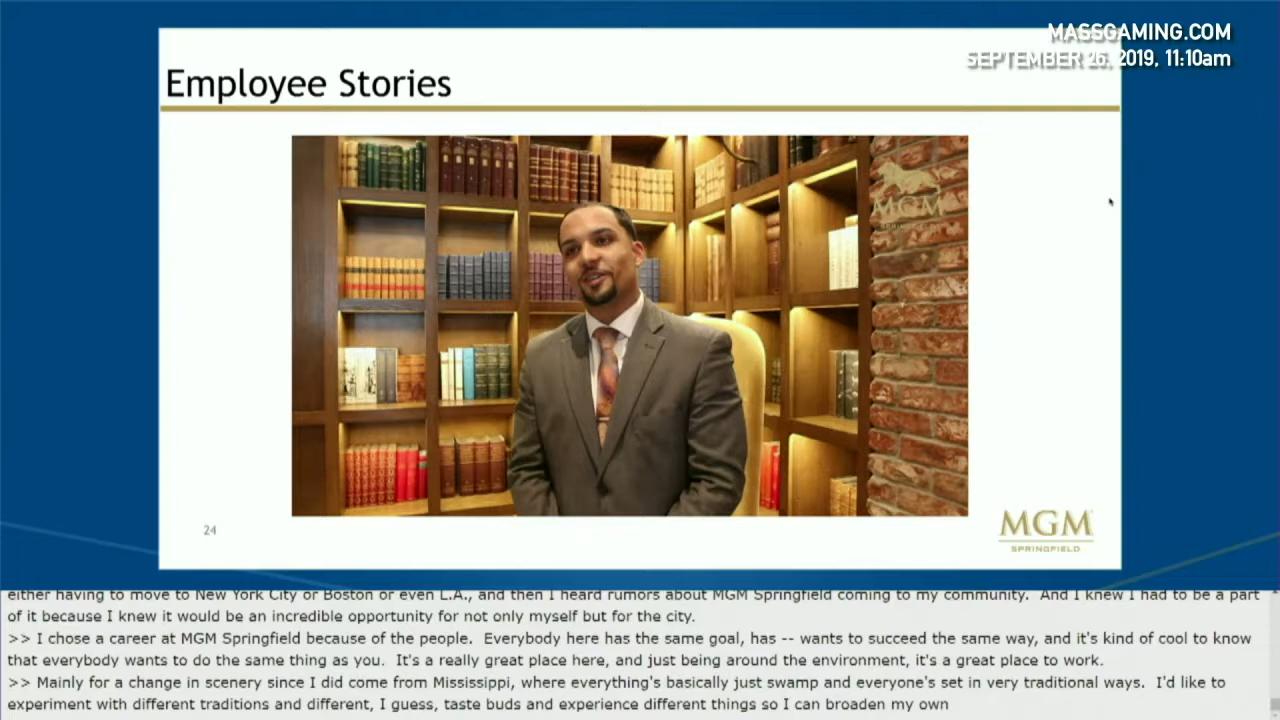 MASSGAMING.COM
SEPTEMBER 26, 2019, 11:10am
Employee Stories
MGM
SPRINGFIELD
24
MGM
SPRINGFIELD
either having to move to New York City or Boston or even L.A., and then I heard rumors about MGM Springfield coming to my community.  And I knew I had to be a part
of it because I knew it would be an incredible opportunity for not only myself but for the city.
>> I chose a career at MGM Springfield because of the people.  Everybody here has the same goal, has -- wants to succeed the same way, and it's kind of cool to know
that everybody wants to do the same thing as you.  It's a really great place here, and just being around the environment, it's a great place to work.
>> Mainly for a change in scenery since I did come from Mississippi, where everything's basically just swamp and everyone's set in very traditional ways.  I'd like to
experiment with different traditions and different, I guess, taste buds and experience different things so I can broaden my own